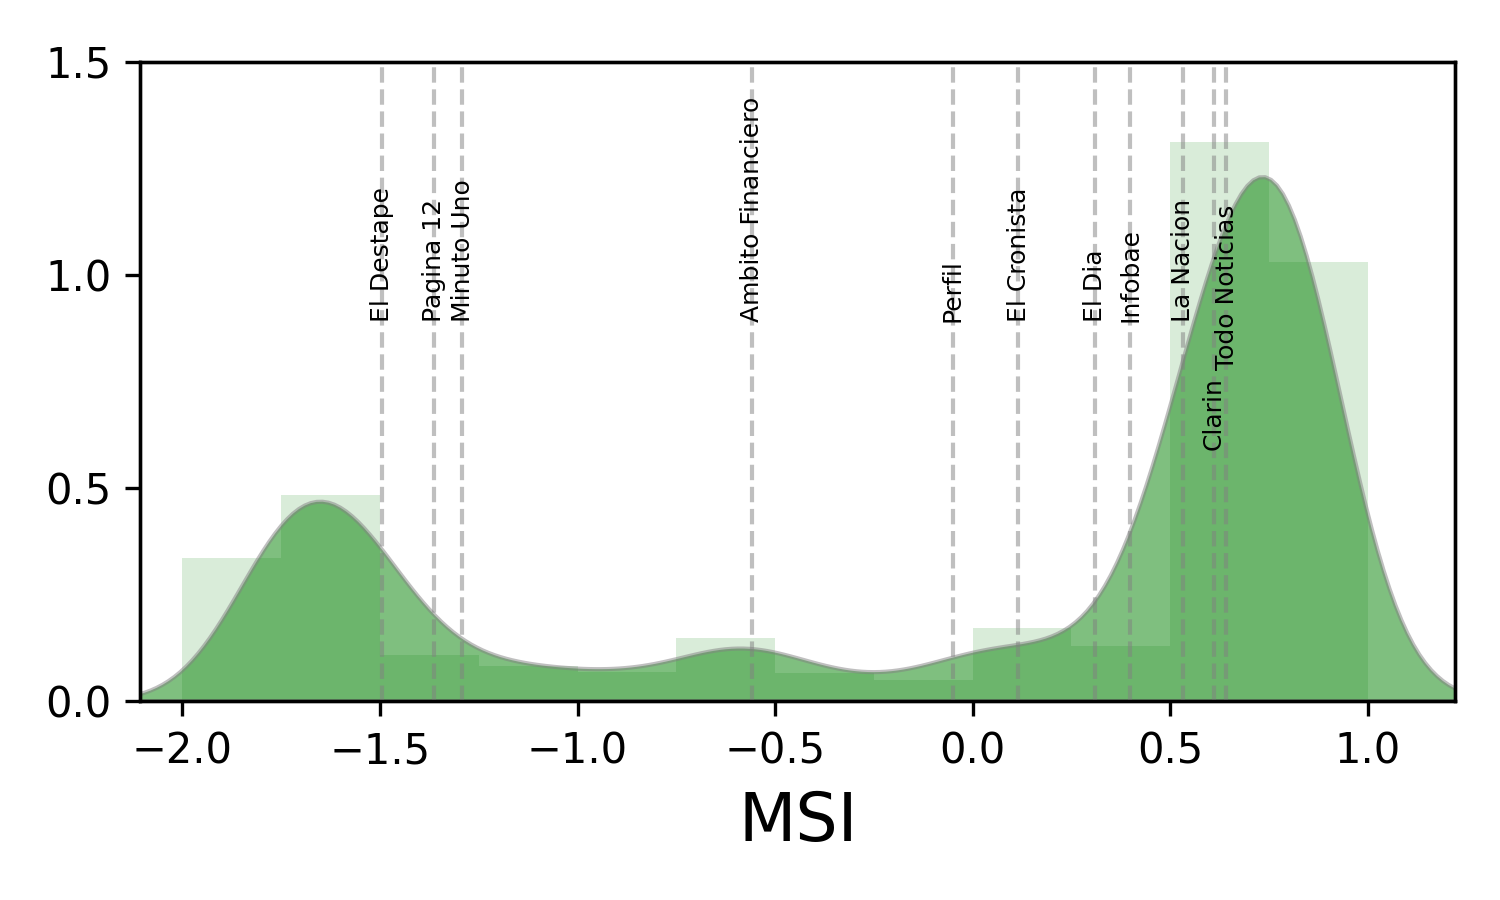 1.5
1.0
0.5
0.0
El Destape
Pagina 12
Minuto Uno
Ambito Financiero
Perfil
El Cronista
El Dia
Infobae
La Nacion
Clarin
Todo Noticias
−2.0
−1.5
−1.0
−0.5
0.0
0.5
1.0
MSI